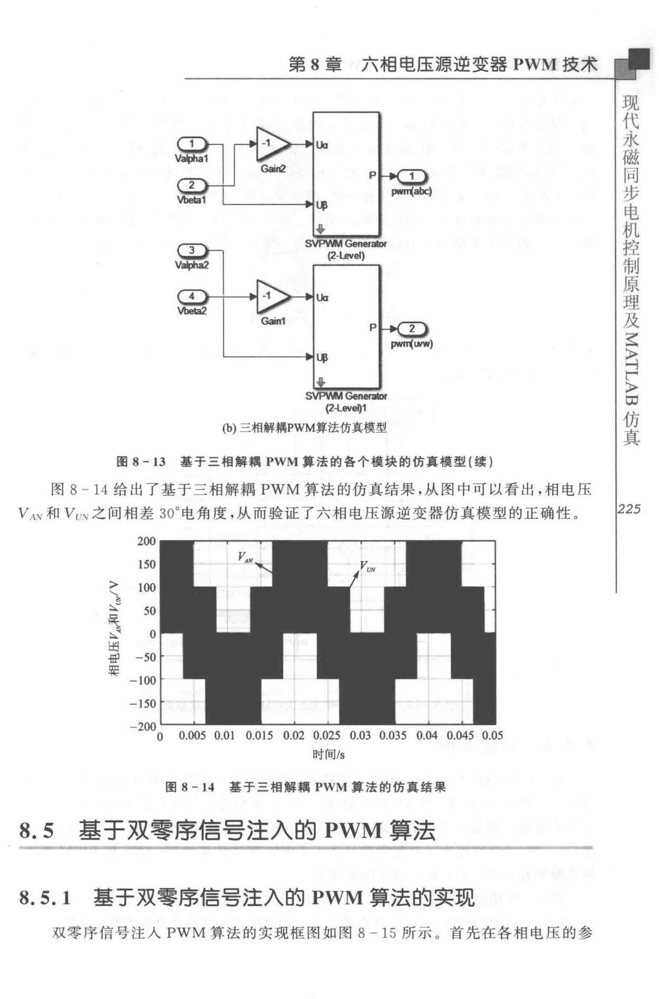 第 8 章 六相电压源逆变器 PWM 技术
现代永磁同步电机控制原理及MATLAB仿真
225
1
Valpha1
2
Vbeta1
-1
Gain2
Uα
Uβ
P
1
pwm(abc)
SVPWM Generator
(2-Level)
3
Valpha2
4
Vbeta2
-1
Gain1
Uα
Uβ
P
2
pwm(uvw)
SVPWM Generator
(2-Level)1
(b) 三相解耦PWM算法仿真模型
图 8-13 基于三相解耦 PWM 算法的各个模块的仿真模型(续)
图 8-14 给出了基于三相解耦 PWM 算法的仿真结果,从图中可以看出,相电压
V_AN 和 V_UN 之间相差 30°电角度,从而验证了六相电压源逆变器仿真模型的正确性。
相电压V_AN和V_UN/V
200
150
100
50
0
-50
-100
-150
-200
V_AN
V_UN
0 0.005 0.01 0.015 0.02 0.025 0.03 0.035 0.04 0.045 0.05
时间/s
图 8-14 基于三相解耦 PWM 算法的仿真结果
8.5 基于双零序信号注入的 PWM 算法
8.5.1 基于双零序信号注入的 PWM 算法的实现
双零序信号注入 PWM 算法的实现框图如图 8-15 所示。首先在各相电压的参